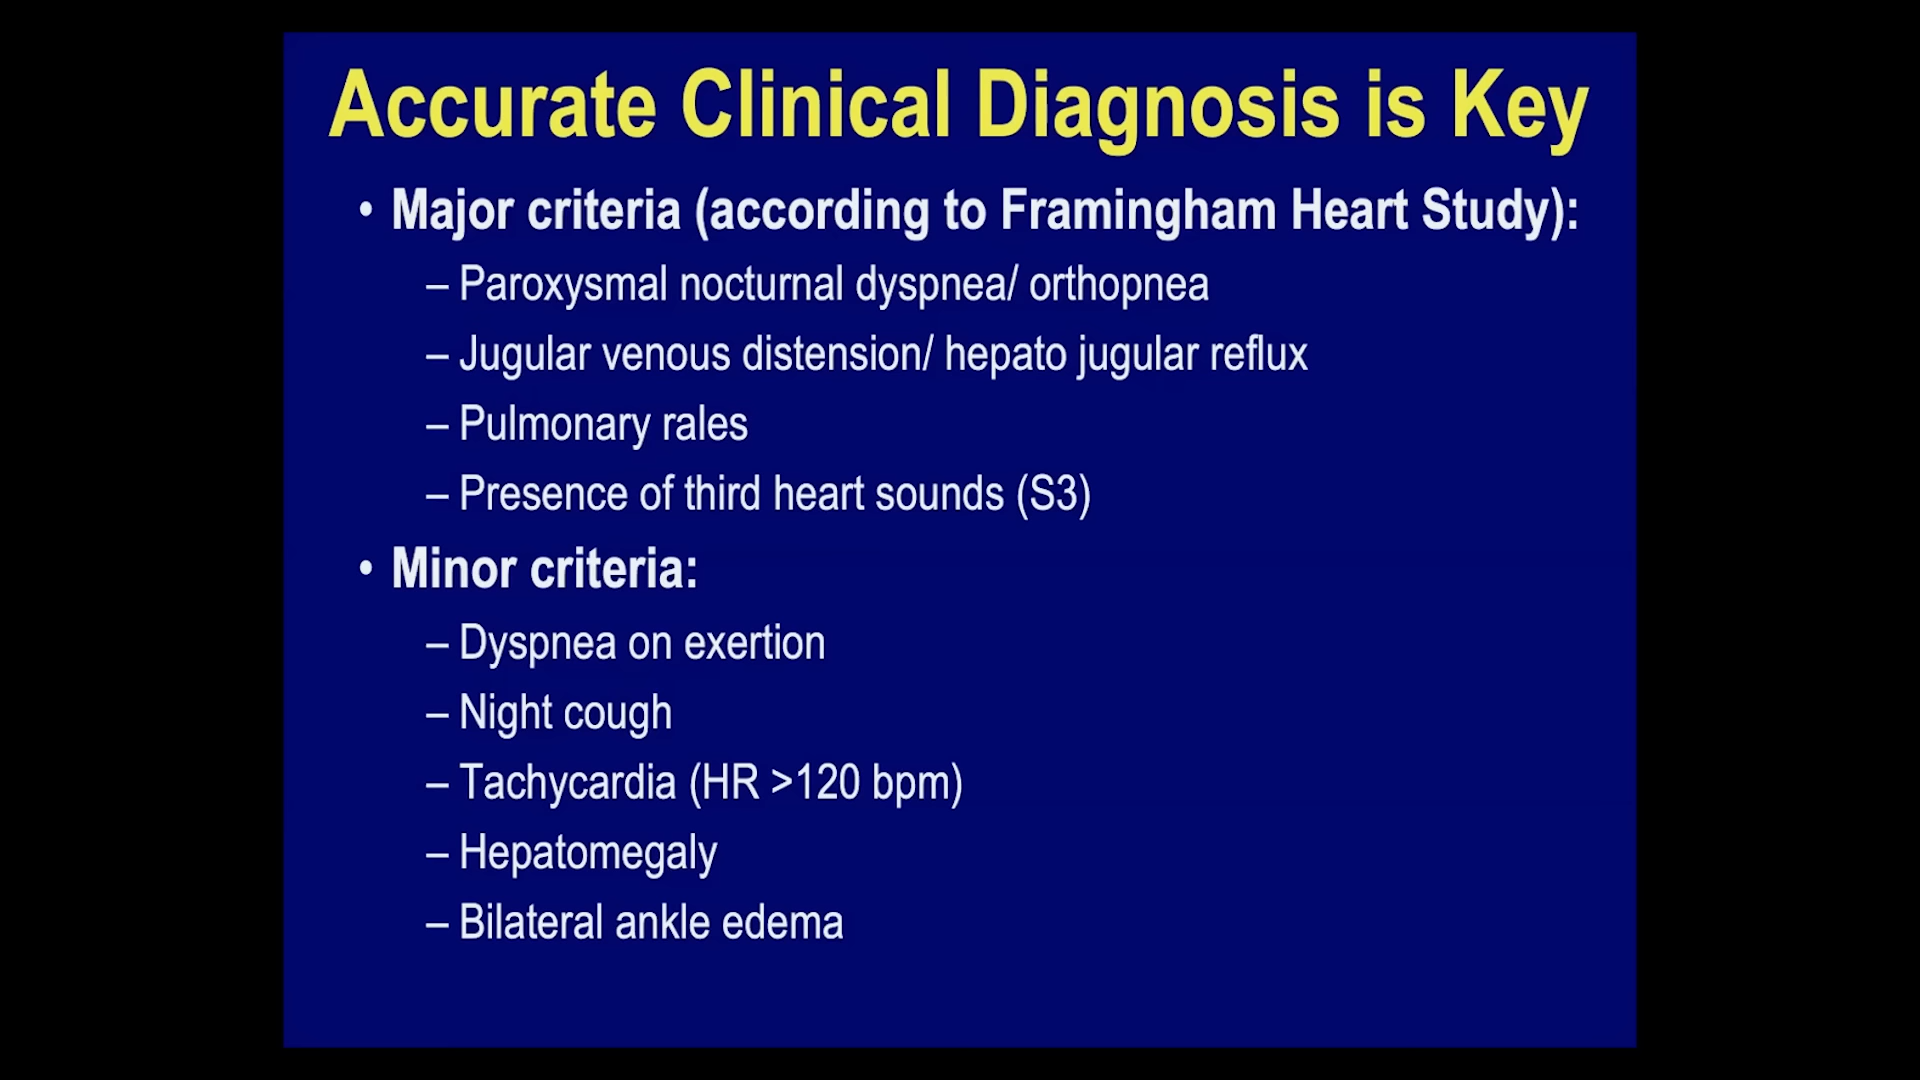 Accurate Clinical Diagnosis is Key
• Major criteria (according to Framingham Heart Study):
– Paroxysmal nocturnal dyspnea/ orthopnea
– Jugular venous distension/ hepato jugular reflux
– Pulmonary rales
– Presence of third heart sounds (S3)
• Minor criteria:
– Dyspnea on exertion
– Night cough
– Tachycardia (HR >120 bpm)
– Hepatomegaly
– Bilateral ankle edema